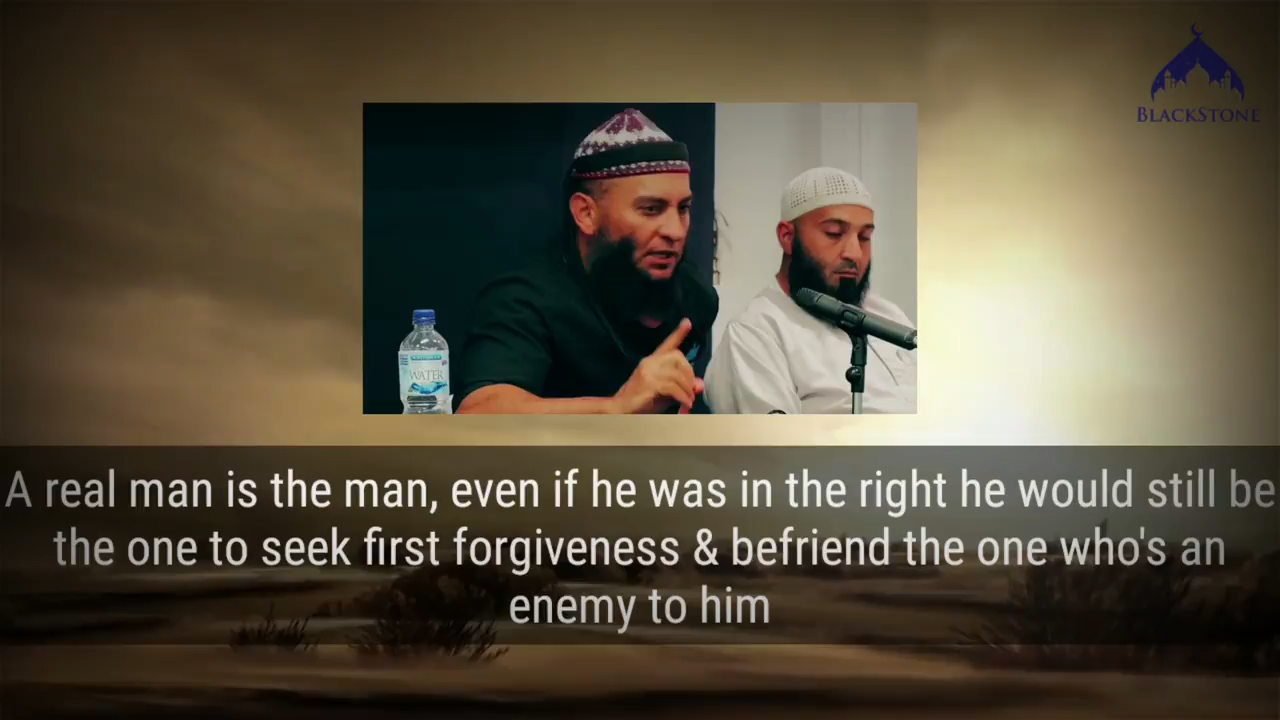 BLACKSTONE
WATER
A real man is the man, even if he was in the right he would still be
the one to seek first forgiveness & befriend the one who's an
enemy to him